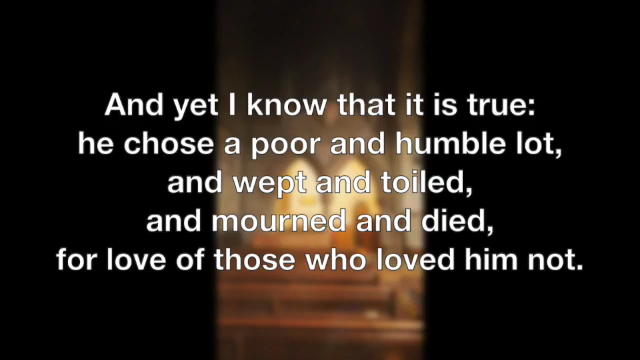 And yet I know that it is true:
he chose a poor and humble lot,
and wept and toiled,
and mourned and died,
for love of those who loved him not.